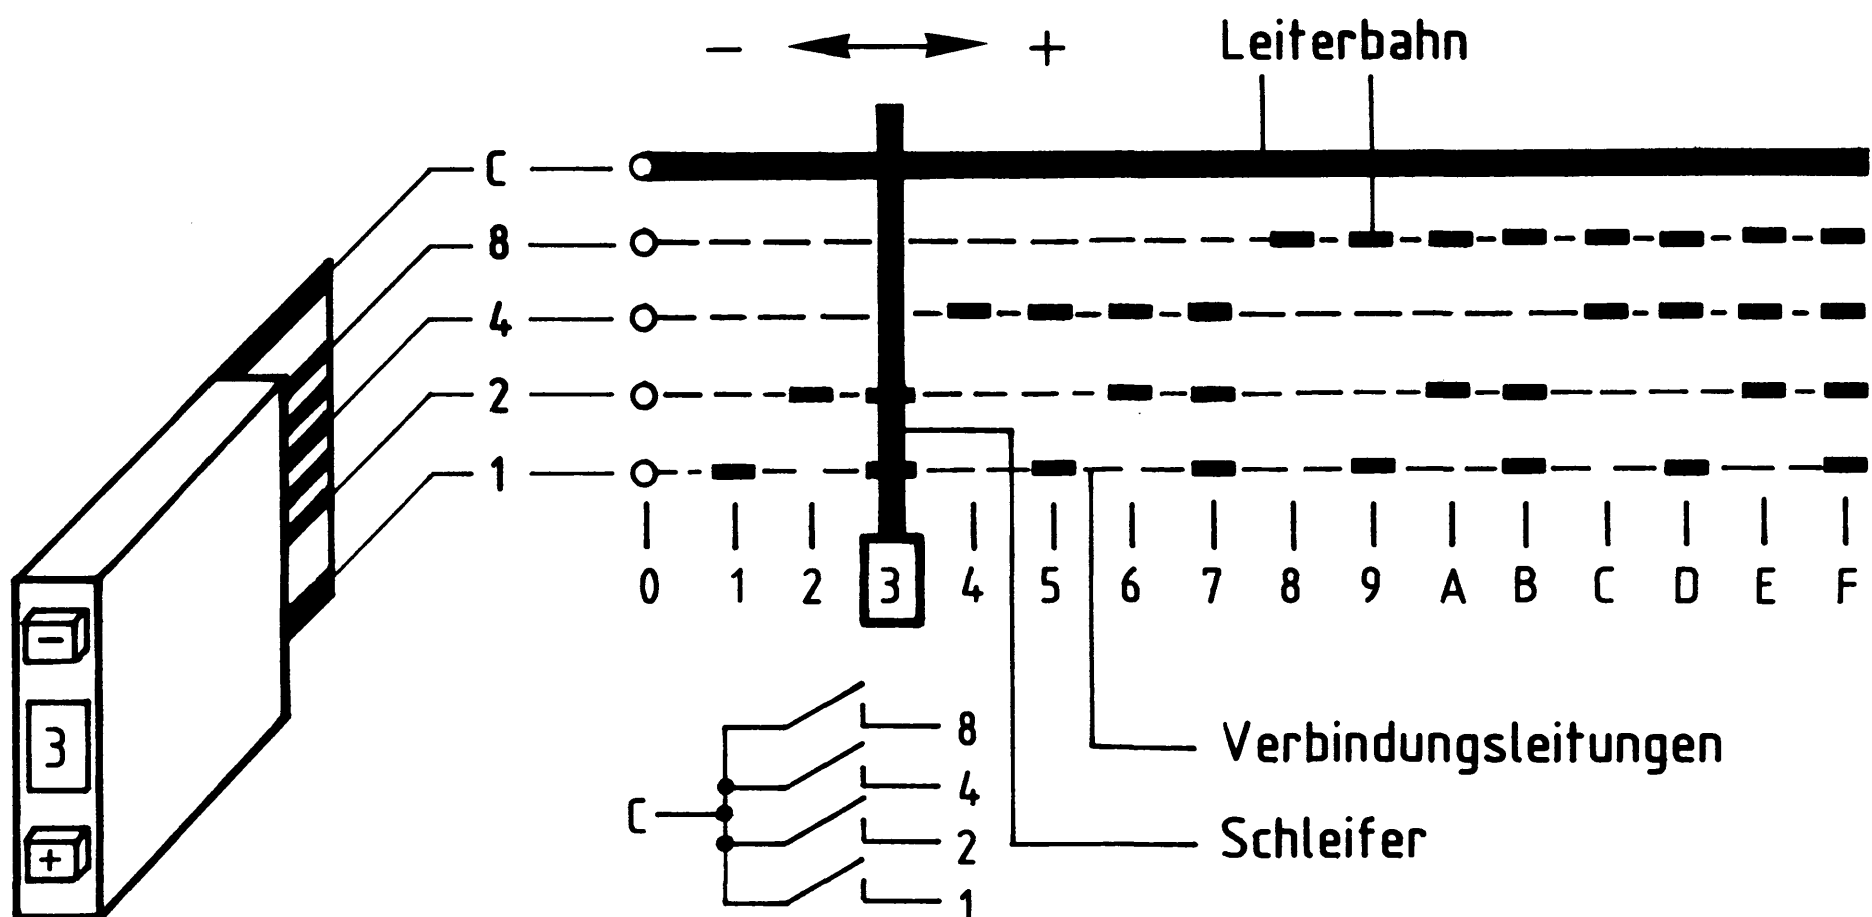 − +
Leiterbahn
C
8
4
2
1
0 1 2 3 4 5 6 7 8 9 A B C D E F
−
3
+
C
8
4
2
1
Verbindungsleitungen
Schleifer